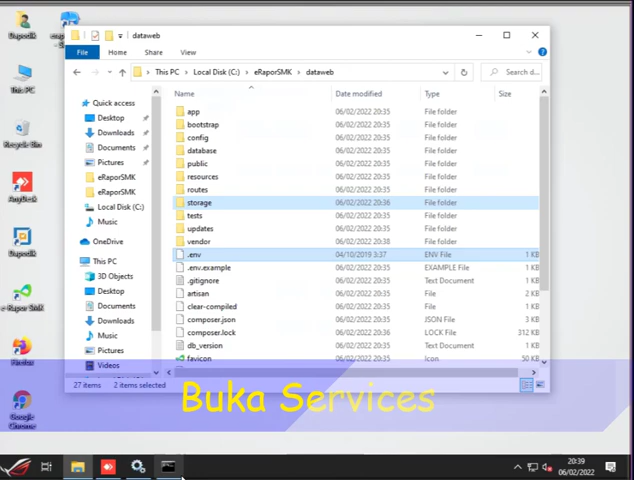 Dapodik
This PC
Recycle Bin
AnyDesk
Dapodik
e-Rapor SMK
Firefox
Google
Chrome
dataweb
File Home Share View
This PC Local Disk (C:) eRaporSMK dataweb
Search d...
Quick access
Desktop
Downloads
Documents
Pictures
eRaporSMK
eRaporSMK
Local Disk (C:)
Music
OneDrive
This PC
3D Objects
Desktop
Documents
Downloads
Music
Pictures
Videos
Name Date modified Type Size
app 06/02/2022 20:35 File folder
bootstrap 06/02/2022 20:35 File folder
config 06/02/2022 20:35 File folder
database 06/02/2022 20:35 File folder
public 06/02/2022 20:35 File folder
resources 06/02/2022 20:35 File folder
routes 06/02/2022 20:35 File folder
storage 06/02/2022 20:36 File folder
tests 06/02/2022 20:35 File folder
updates 06/02/2022 20:35 File folder
vendor 06/02/2022 20:38 File folder
.env 04/10/2019 3:37 ENV File 1 KB
.env.example 06/02/2022 20:35 EXAMPLE File 1 KB
.gitignore 06/02/2022 20:35 Text Document 1 KB
artisan 06/02/2022 20:35 File 2 KB
clear-compiled 06/02/2022 20:35 File 1 KB
composer.json 06/02/2022 20:35 JSON File 3 KB
composer.lock 06/02/2022 20:36 LOCK File 312 KB
db_version 06/02/2022 20:35 Text Document 1 KB
favicon 06/02/2022 20:35 Icon 50 KB
27 items 2 items selected
Buka Services
20:39
06/02/2022